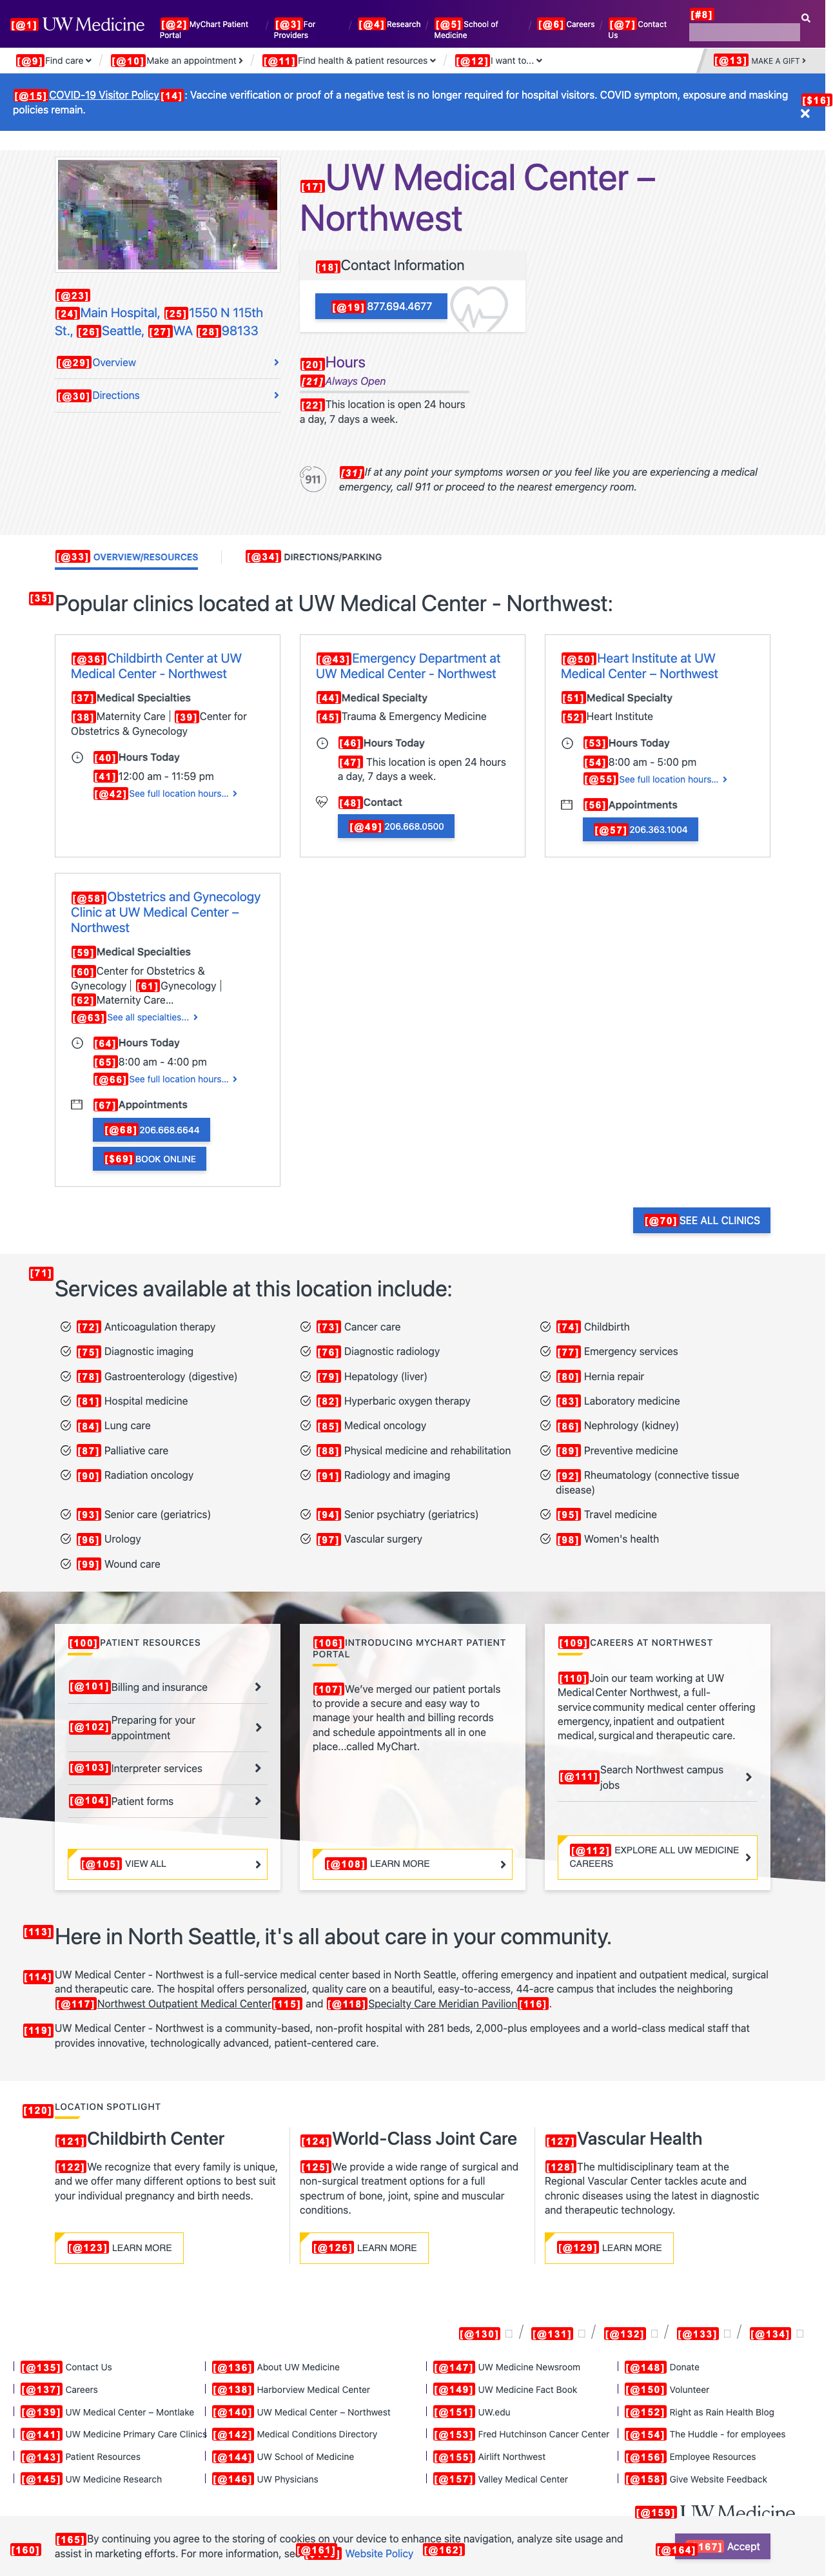 [@1] UW Medicine
[@2] MyChart Patient Portal
[@3] For Providers
[@4] Research
[@5] School of Medicine
[@6] Careers
[@7] Contact Us
[#8]
[@9] Find care
[@10] Make an appointment
[@11] Find health & patient resources
[@12] I want to...
[@13] MAKE A GIFT
[@15] COVID-19 Visitor Policy [14] : Vaccine verification or proof of a negative test is no longer required for hospital visitors. COVID symptom, exposure and masking
policies remain.
[$16]
[17] UW Medical Center –
Northwest
[18] Contact Information
[@19] 877.694.4677
[@23]
[24] Main Hospital, [25] 1550 N 115th
St., [26] Seattle, [27] WA [28] 98133
[@29] Overview
[@30] Directions
[20] Hours
[21] Always Open
[22] This location is open 24 hours
a day, 7 days a week.
911
[31] If at any point your symptoms worsen or you feel like you are experiencing a medical
emergency, call 911 or proceed to the nearest emergency room.
[@33] OVERVIEW/RESOURCES
[@34] DIRECTIONS/PARKING
[35] Popular clinics located at UW Medical Center - Northwest:
[@36] Childbirth Center at UW
Medical Center - Northwest
[37] Medical Specialties
[38] Maternity Care | [39] Center for
Obstetrics & Gynecology
[40] Hours Today
[41] 12:00 am - 11:59 pm
[@42] See full location hours...
[@43] Emergency Department at
UW Medical Center - Northwest
[44] Medical Specialty
[45] Trauma & Emergency Medicine
[46] Hours Today
[47] This location is open 24 hours
a day, 7 days a week.
[48] Contact
[@49] 206.668.0500
[@50] Heart Institute at UW
Medical Center – Northwest
[51] Medical Specialty
[52] Heart Institute
[53] Hours Today
[54] 8:00 am - 5:00 pm
[@55] See full location hours...
[56] Appointments
[@57] 206.363.1004
[@58] Obstetrics and Gynecology
Clinic at UW Medical Center –
Northwest
[59] Medical Specialties
[60] Center for Obstetrics &
Gynecology | [61] Gynecology |
[62] Maternity Care...
[@63] See all specialties...
[64] Hours Today
[65] 8:00 am - 4:00 pm
[@66] See full location hours...
[67] Appointments
[@68] 206.668.6644
[$69] BOOK ONLINE
[@70] SEE ALL CLINICS
[71] Services available at this location include:
[72] Anticoagulation therapy
[73] Cancer care
[74] Childbirth
[75] Diagnostic imaging
[76] Diagnostic radiology
[77] Emergency services
[78] Gastroenterology (digestive)
[79] Hepatology (liver)
[80] Hernia repair
[81] Hospital medicine
[82] Hyperbaric oxygen therapy
[83] Laboratory medicine
[84] Lung care
[85] Medical oncology
[86] Nephrology (kidney)
[87] Palliative care
[88] Physical medicine and rehabilitation
[89] Preventive medicine
[90] Radiation oncology
[91] Radiology and imaging
[92] Rheumatology (connective tissue
disease)
[93] Senior care (geriatrics)
[94] Senior psychiatry (geriatrics)
[95] Travel medicine
[96] Urology
[97] Vascular surgery
[98] Women's health
[99] Wound care
[100] PATIENT RESOURCES
[@101] Billing and insurance
[@102] Preparing for your
appointment
[@103] Interpreter services
[@104] Patient forms
[@105] VIEW ALL
[106] INTRODUCING MYCHART PATIENT
PORTAL
[107] We've merged our patient portals
to provide a secure and easy way to
manage your health and billing records
and schedule appointments all in one
place...called MyChart.
[@108] LEARN MORE
[109] CAREERS AT NORTHWEST
[110] Join our team working at UW
Medical Center Northwest, a full-
service community medical center offering
emergency, inpatient and outpatient
medical, surgical and therapeutic care.
[@111] Search Northwest campus
jobs
[@112] EXPLORE ALL UW MEDICINE
CAREERS
[113] Here in North Seattle, it's all about care in your community.
[114] UW Medical Center - Northwest is a full-service medical center based in North Seattle, offering emergency and inpatient and outpatient medical, surgical
and therapeutic care. The hospital offers personalized, quality care on a beautiful, easy-to-access, 44-acre campus that includes the neighboring
[@117] Northwest Outpatient Medical Center [115] and [@118] Specialty Care Meridian Pavilion [116] .
[119] UW Medical Center - Northwest is a community-based, non-profit hospital with 281 beds, 2,000-plus employees and a world-class medical staff that
provides innovative, technologically advanced, patient-centered care.
[120] LOCATION SPOTLIGHT
[121] Childbirth Center
[122] We recognize that every family is unique,
and we offer many different options to best suit
your individual pregnancy and birth needs.
[@123] LEARN MORE
[124] World-Class Joint Care
[125] We provide a wide range of surgical and
non-surgical treatment options for a full
spectrum of bone, joint, spine and muscular
conditions.
[@126] LEARN MORE
[127] Vascular Health
[128] The multidisciplinary team at the
Regional Vascular Center tackles acute and
chronic diseases using the latest in diagnostic
and therapeutic technology.
[@129] LEARN MORE
[@130] / [@131] / [@132] / [@133] / [@134]
[@135] Contact Us
[@136] About UW Medicine
[@147] UW Medicine Newsroom
[@148] Donate
[@137] Careers
[@138] Harborview Medical Center
[@149] UW Medicine Fact Book
[@150] Volunteer
[@139] UW Medical Center – Montlake
[@140] UW Medical Center – Northwest
[@151] UW.edu
[@152] Right as Rain Health Blog
[@141] UW Medicine Primary Care Clinics
[@142] Medical Conditions Directory
[@153] Fred Hutchinson Cancer Center
[@154] The Huddle - for employees
[@143] Patient Resources
[@144] UW School of Medicine
[@155] Airlift Northwest
[@156] Employee Resources
[@145] UW Medicine Research
[@146] UW Physicians
[@157] Valley Medical Center
[@158] Give Website Feedback
[@159] UW Medicine
[160]
[165] By continuing you agree to the storing of cookies on your device to enhance site navigation, analyze site usage and
assist in marketing efforts. For more information, see [@161] Website Policy [@162]
[@164] 167] Accept